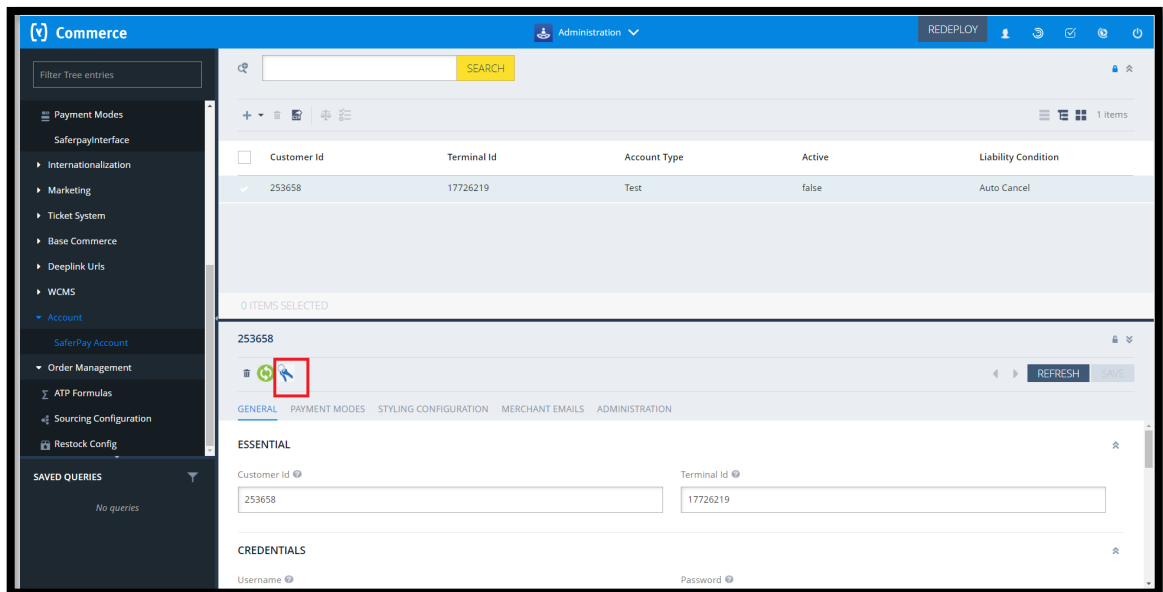 (y) Commerce
Administration
REDEPLOY
Filter Tree entries
SEARCH
Payment Modes
SaferpayInterface
Internationalization
Marketing
Ticket System
Base Commerce
Deeplink Urls
WCMS
Account
SaferPay Account
Order Management
ATP Formulas
Sourcing Configuration
Restock Config
SAVED QUERIES
No queries
1 items
Customer Id Terminal Id Account Type Active Liability Condition
253658 17726219 Test false Auto Cancel
0 ITEMS SELECTED
253658
REFRESH SAVE
GENERAL PAYMENT MODES STYLING CONFIGURATION MERCHANT EMAILS ADMINISTRATION
ESSENTIAL
Customer Id Terminal Id
253658 17726219
CREDENTIALS
Username Password